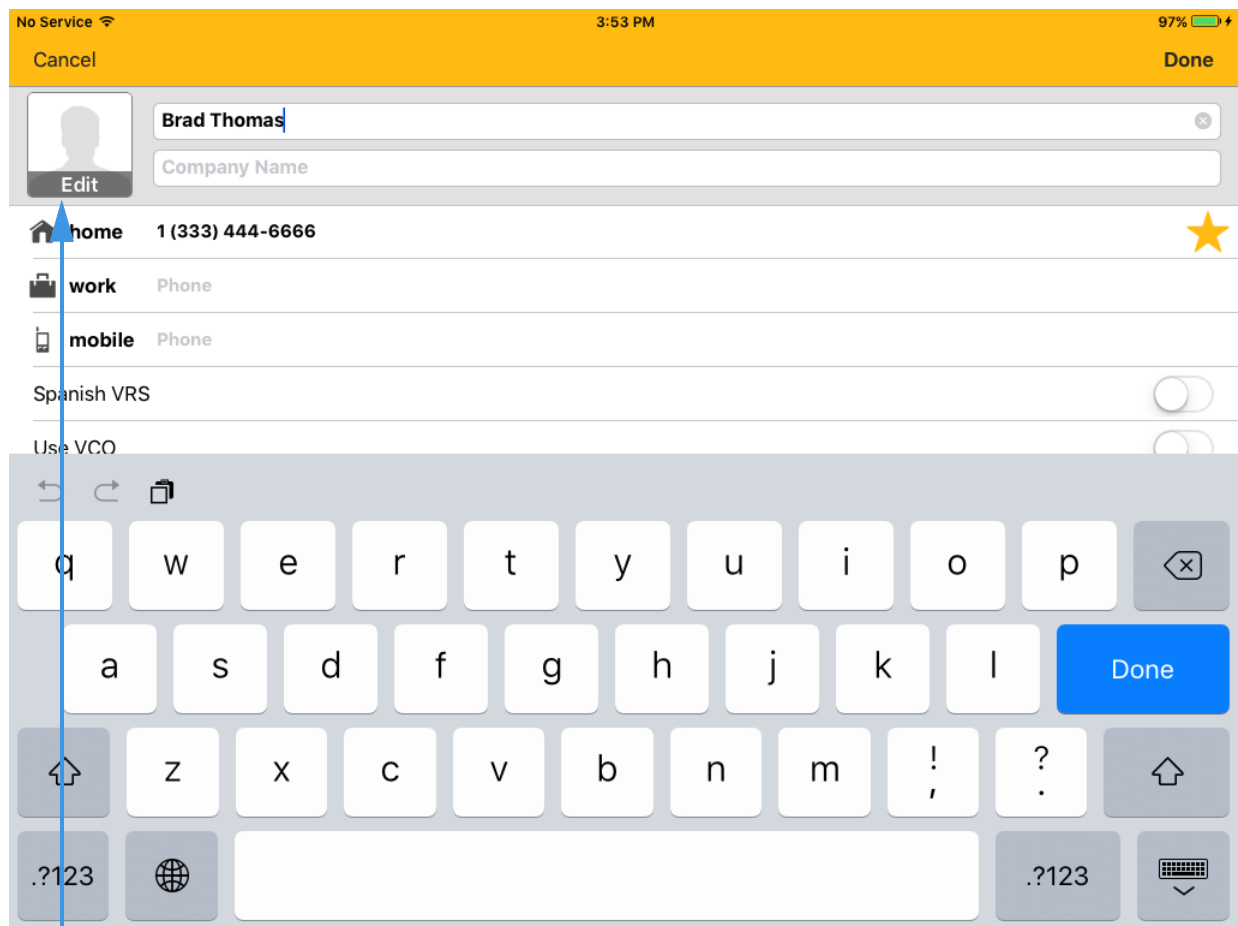 No Service 3:53 PM 97%
Cancel Done
Brad Thomas
Company Name
Edit
home 1 (333) 444-6666
work Phone
mobile Phone
Spanish VRS
Use VCO
q w e r t y u i o p
a s d f g h j k l Done
z x c v b n m ! , ? .
.?123 .?123